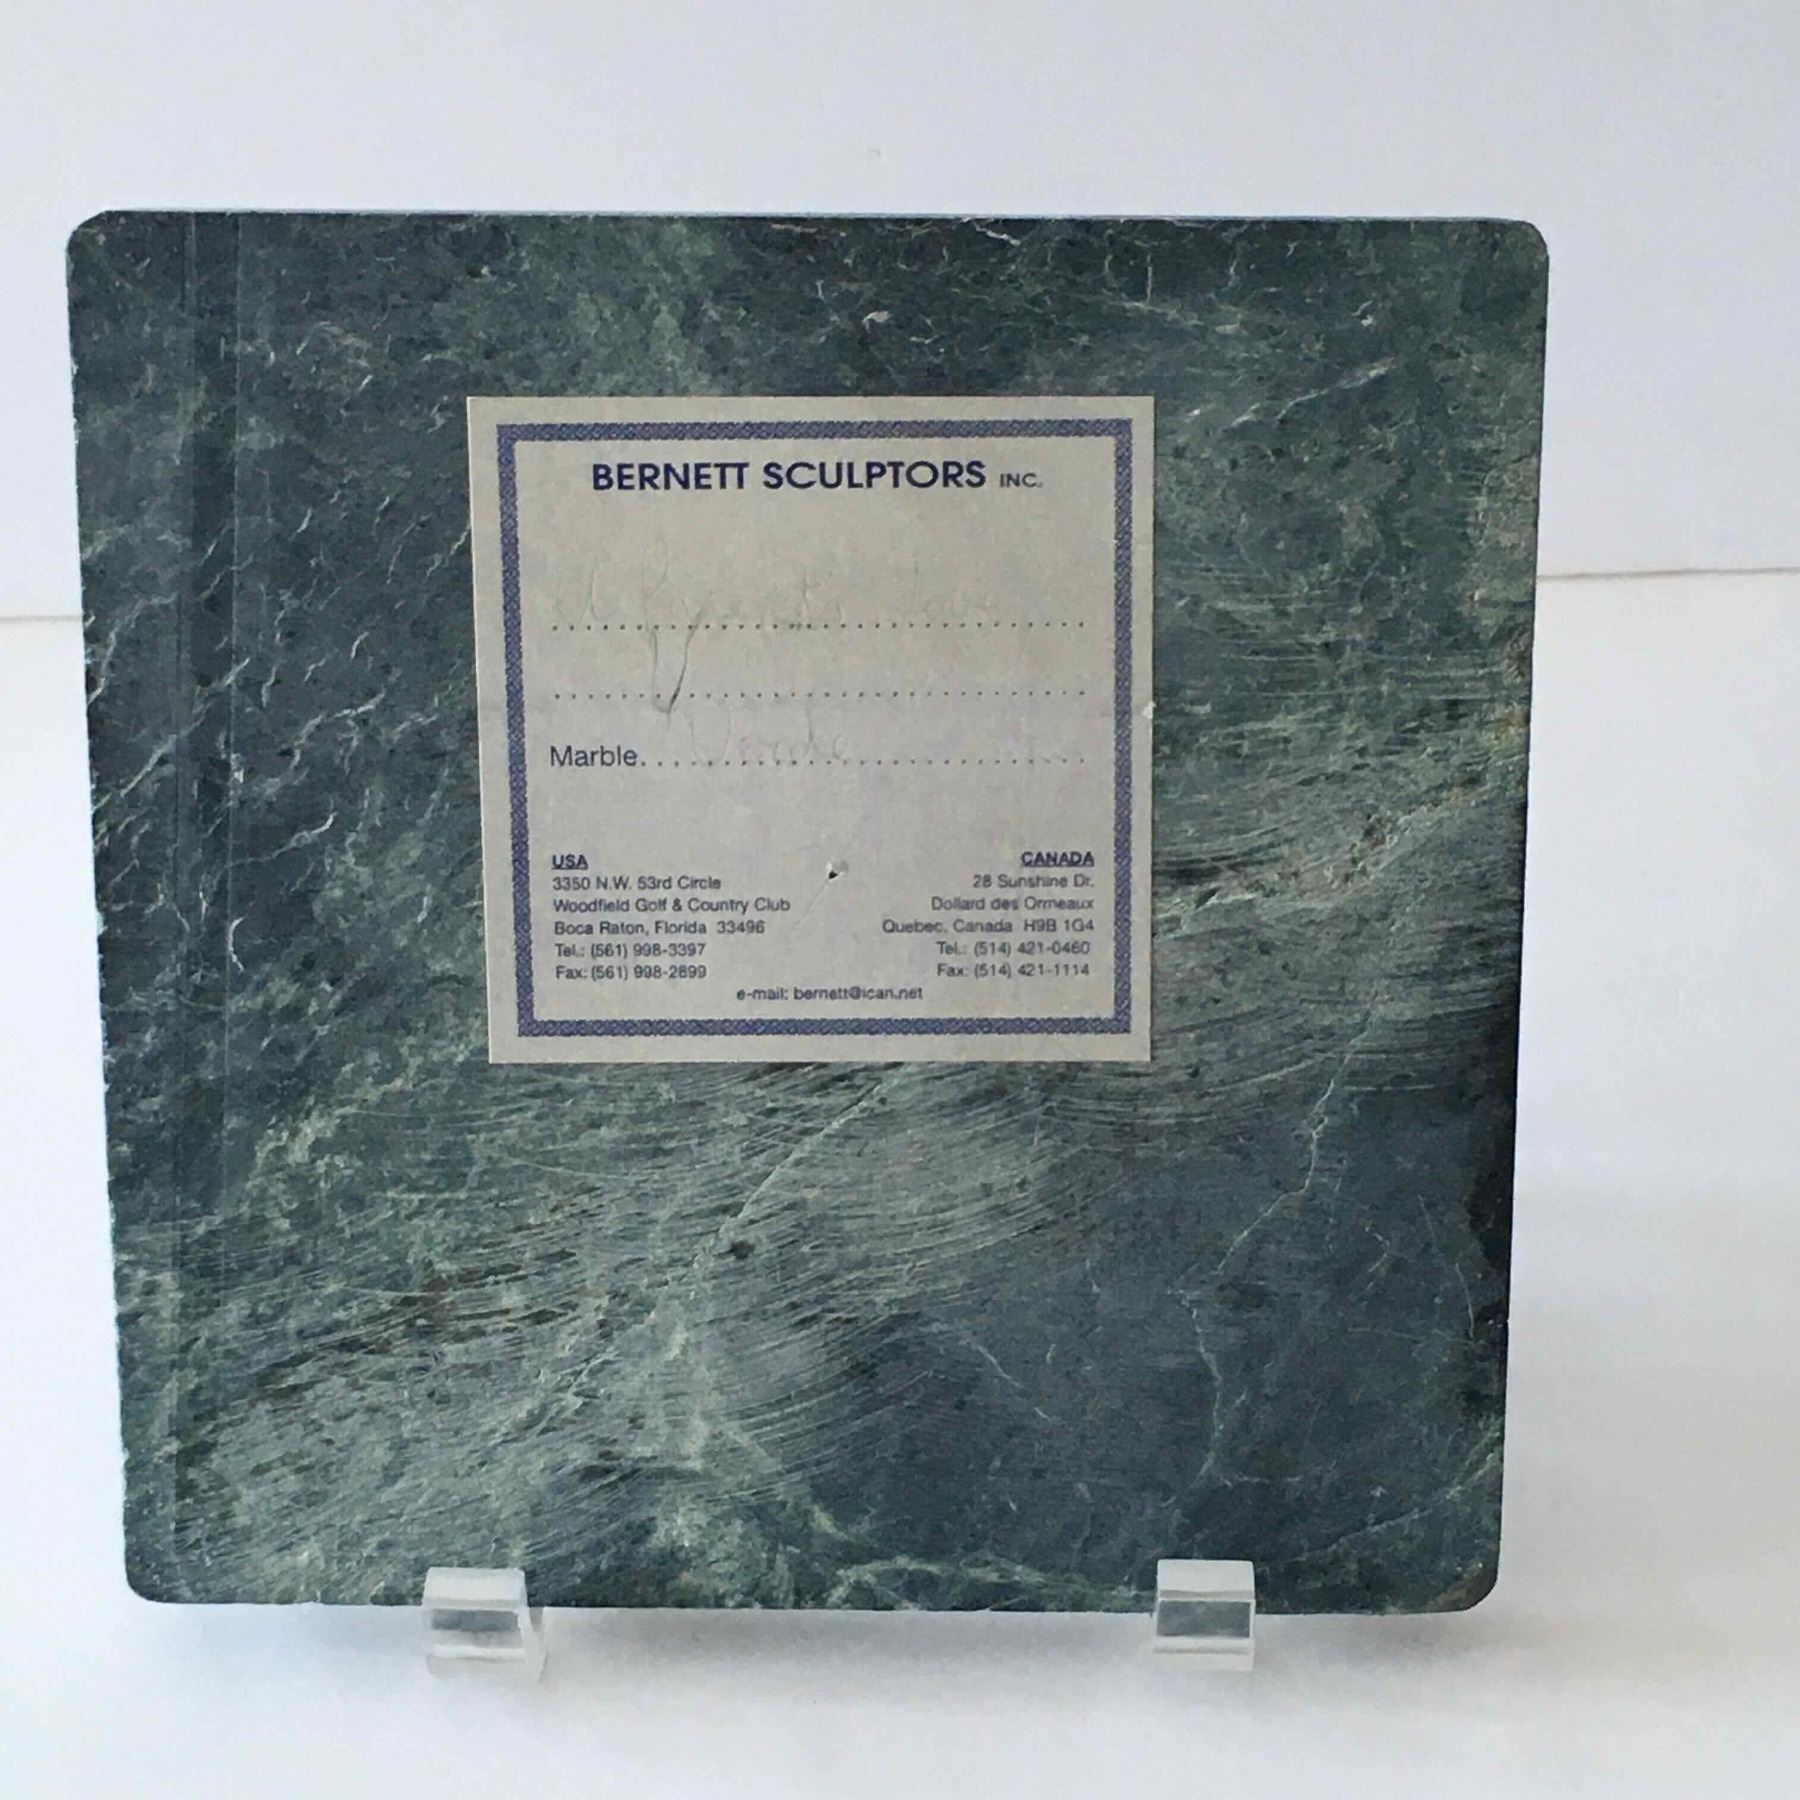 BERNETT SCULPTORS INC.
A
Marble
USA
3350 N.W. 53rd Circle
Woodfield Golf & Country Club
Boca Raton, Florida 33496
Tel.: (561) 998-3397
Fax: (561) 998-2899
CANADA
28 Sunshine Dr.
Dollard des Ormeaux
Quebec, Canada H9B 1G4
Tel.: (514) 421-0460
Fax: (514) 421-1114
e-mail: bernett@ican.net